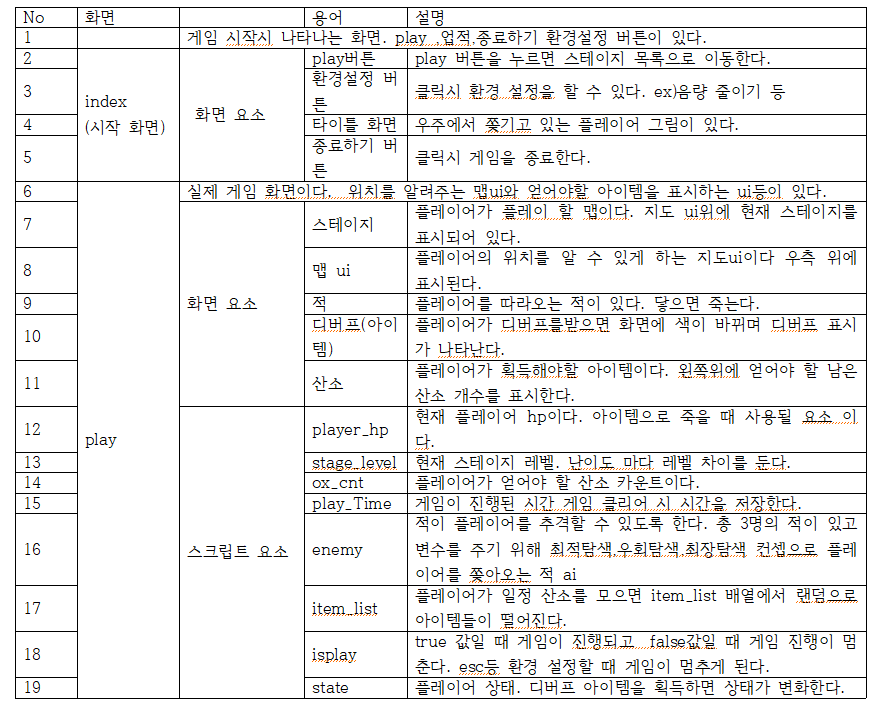 No 화면 용어 설명
1 게임 시작시 나타나는 화면. play ,업적,종료하기 환경설정 버튼이 있다.
index
(시작 화면)
화면 요소
2 play버튼 play 버튼을 누르면 스테이지 목록으로 이동한다.
3 환경설정 버
튼
클릭시 환경 설정을 할 수 있다. ex)음량 줄이기 등
4 타이틀 화면 우주에서 쫓기고 있는 플레이어 그림이 있다.
5 종료하기 버
튼
클릭시 게임을 종료한다.
play
6 실제 게임 화면이다. 위치를 알려주는 맵ui와 얻어야할 아이템을 표시하는 ui등이 있다.
화면 요소
7 스테이지 플레이어가 플레이 할 맵이다. 지도 ui위에 현재 스테이지를
표시되어 있다.
8 맵 ui 플레이어의 위치를 알 수 있게 하는 지도ui이다 우측 위에
표시된다.
9 적 플레이어를 따라오는 적이 있다. 닿으면 죽는다.
10 디버프(아이
템)
플레이어가 디버프를받으면 화면에 색이 바뀌며 디버프 표시
가 나타난다.
11 산소 플레이어가 획득해야할 아이템이다. 왼쪽위에 얻어야 할 남은
산소 개수를 표시한다.
스크립트 요소
12 player_hp 현재 플레이어 hp이다. 아이템으로 죽을 때 사용될 요소 이
다.
13 stage_level 현재 스테이지 레벨. 난이도 마다 레벨 차이를 둔다.
14 ox_cnt 플레이어가 얻어야 할 산소 카운트이다.
15 play_Time 게임이 진행된 시간 게임 클리어 시 시간을 저장한다.
16 enemy 적이 플레이어를 추격할 수 있도록 한다. 총 3명의 적이 있고
변수를 주기 위해 최적탐색,우회탐색,최장탐색 컨셉으로 플레
이어를 쫓아오는 적 ai
17 item_list 플레이어가 일정 산소를 모으면 item_list 배열에서 랜덤으로
아이템들이 떨어진다.
18 isplay true 값일 때 게임이 진행되고 false값일 때 게임 진행이 멈
춘다. esc등 환경 설정할 때 게임이 멈추게 된다.
19 state 플레이어 상태. 디버프 아이템을 획득하면 상태가 변화한다.